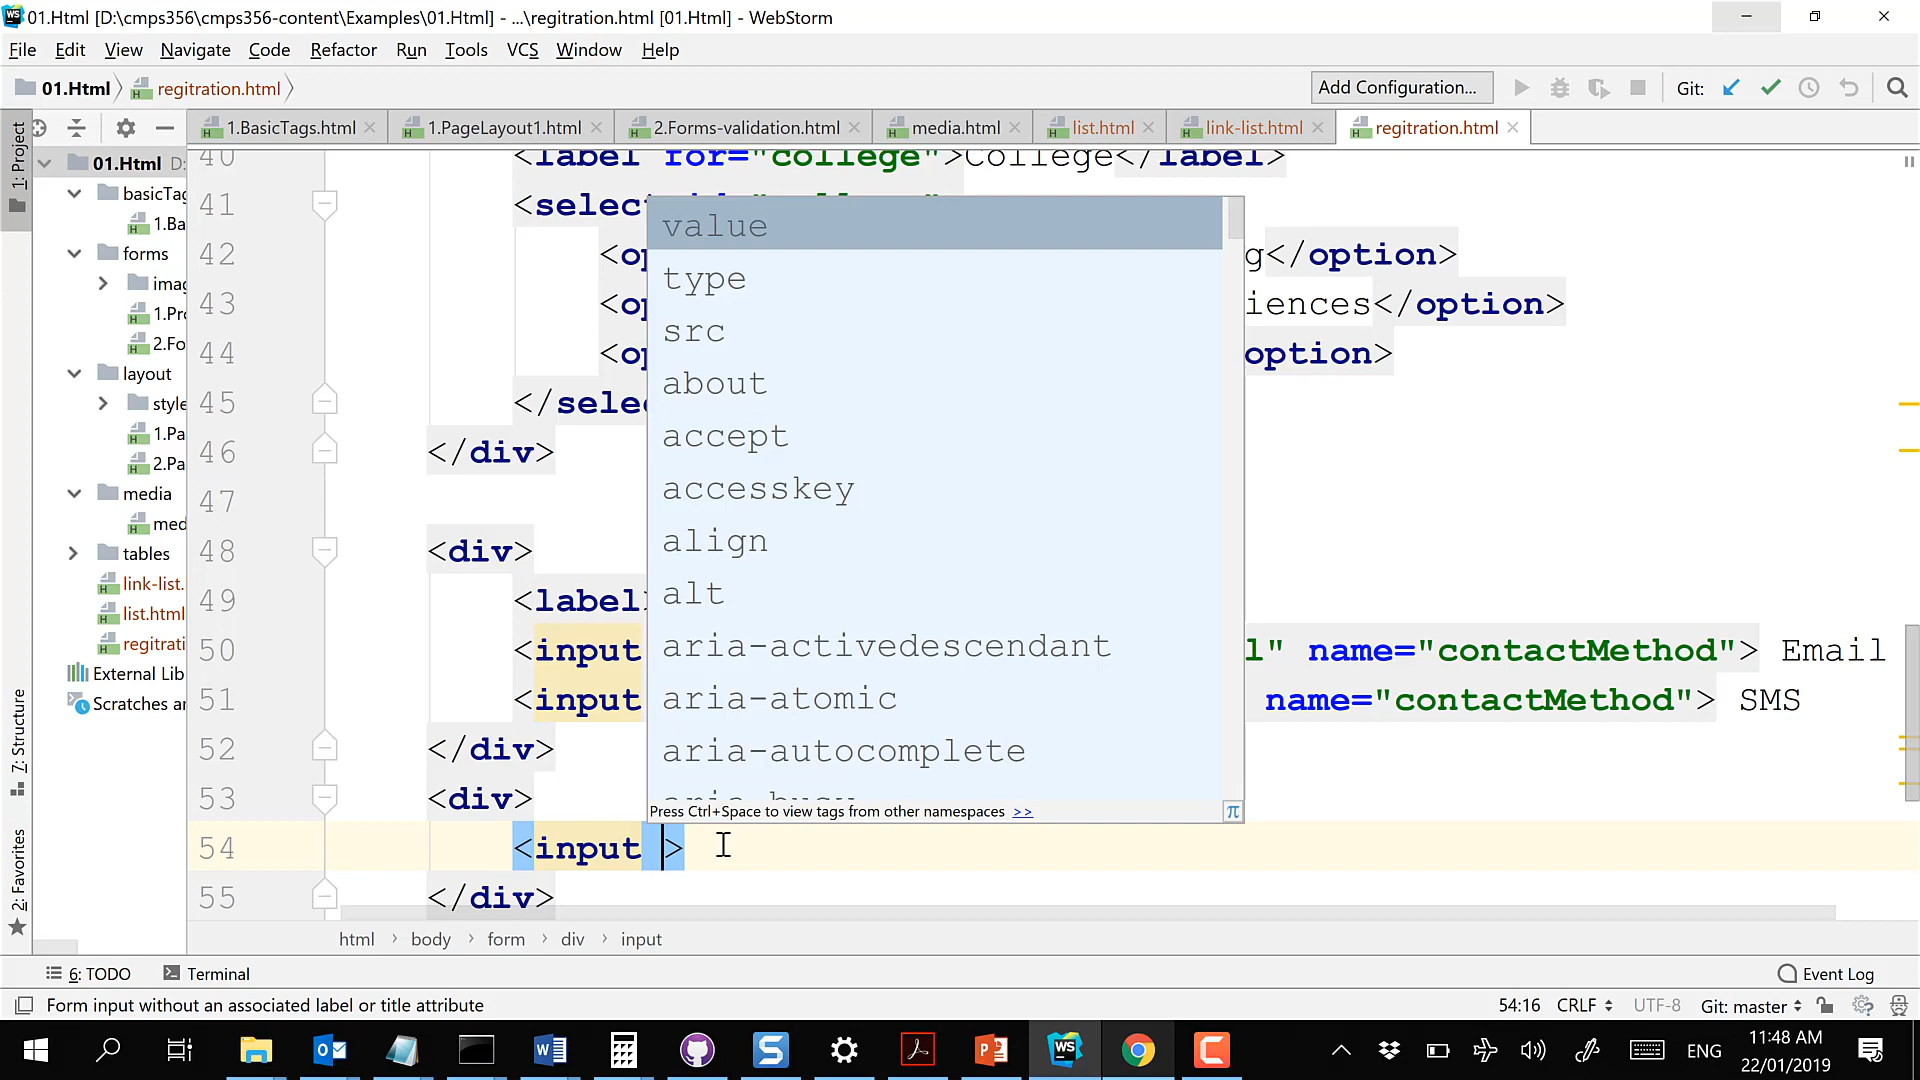 01.Html [D:\cmps356\cmps356-content\Examples\01.Html] - ...\regitration.html [01.Html] - WebStorm
File Edit View Navigate Code Refactor Run Tools VCS Window Help
01.Html regitration.html Add Configuration... Git:
1.BasicTags.html 1.PageLayout1.html 2.Forms-validation.html media.html list.html link-list.html regitration.html
1: Project
7: Structure
2: Favorites
01.Html D:
basicTag
1.Ba
forms
imag
1.Pr
2.Fo
layout
style
1.Pa
2.Pa
media
med
tables
link-list.
list.html
regitrati
External Lib
Scratches ar
40 <label for="college">College</label>
41 <selec
42 <op g</option>
43 <op iences</option>
44 <op option>
45 </selec
46 </div>
47
48 <div>
49 <label>
50 <input l" name="contactMethod"> Email
51 <input name="contactMethod"> SMS
52 </div>
53 <div>
54 <input >
55 </div>
value
type
src
about
accept
accesskey
align
alt
aria-activedescendant
aria-atomic
aria-autocomplete
aria-busy
Press Ctrl+Space to view tags from other namespaces >> π
html body form div input
6: TODO Terminal Event Log
Form input without an associated label or title attribute 54:16 CRLF UTF-8 Git: master
ENG 11:48 AM
22/01/2019